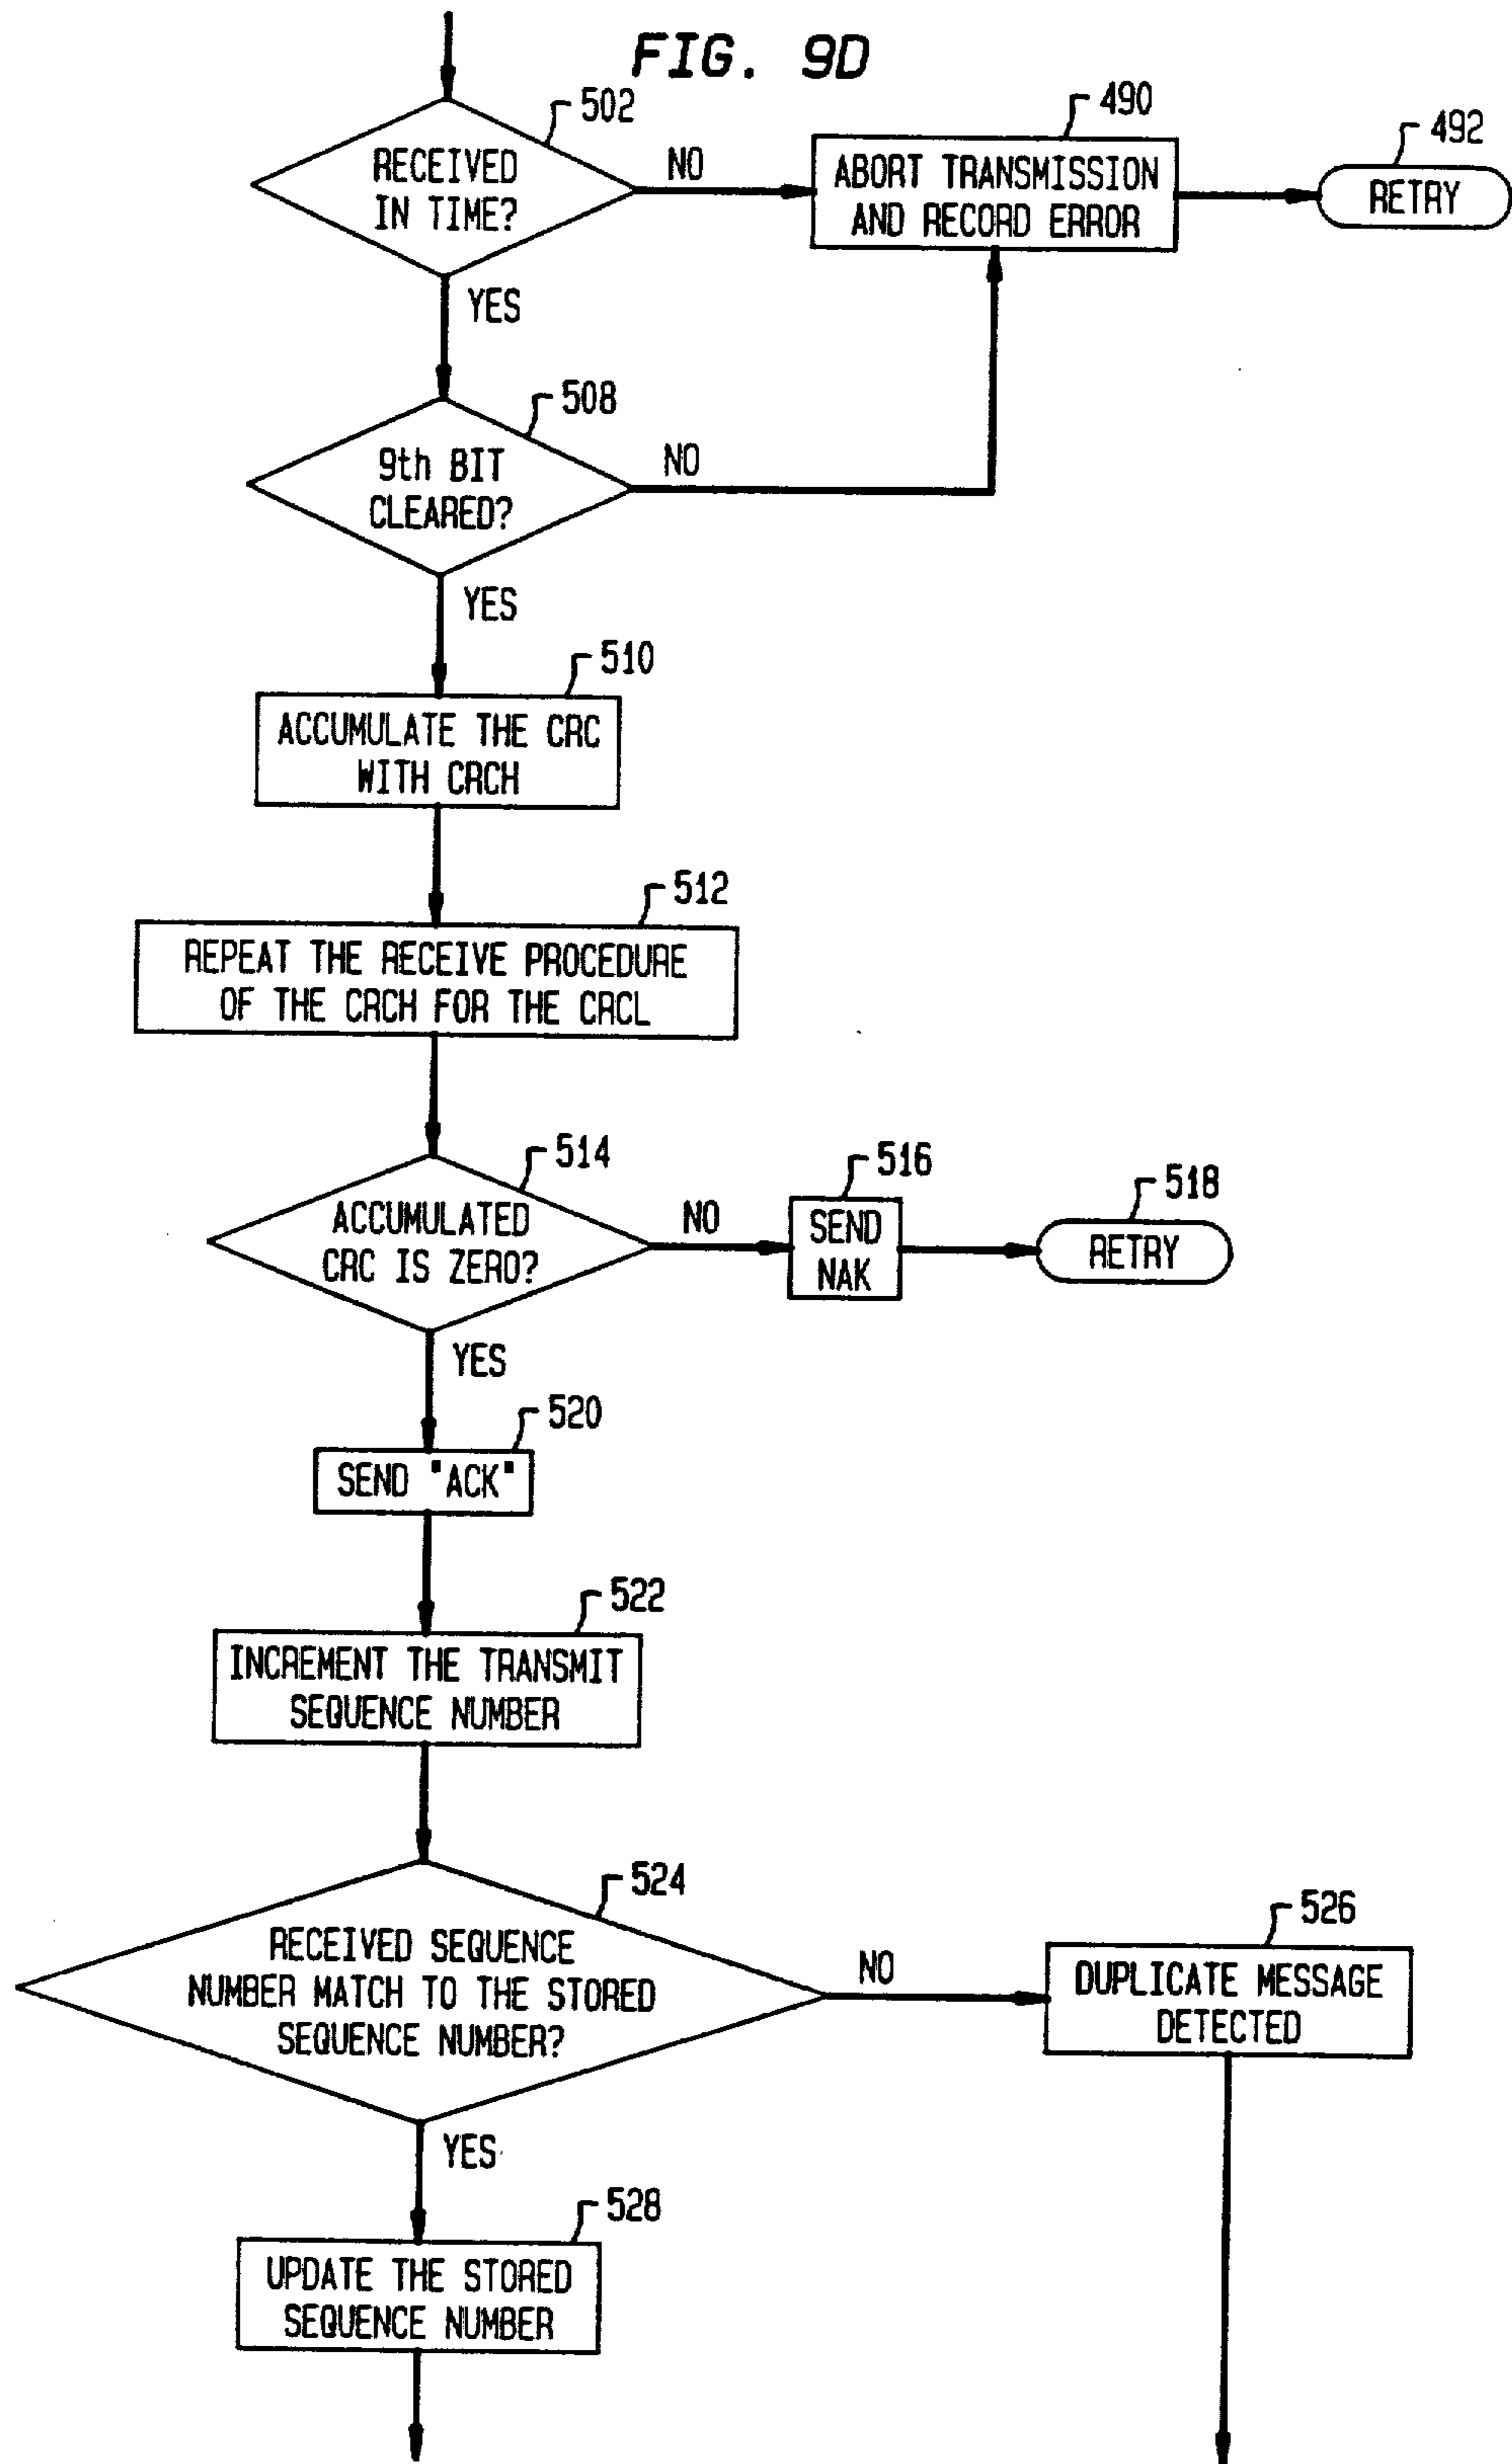 FIG. 9D
502
RECEIVED
IN TIME?
NO
490
ABORT TRANSMISSION
AND RECORD ERROR
492
RETRY
YES
508
9th BIT
CLEARED?
NO
YES
510
ACCUMULATE THE CRC
WITH CRCH
512
REPEAT THE RECEIVE PROCEDURE
OF THE CRCH FOR THE CRCL
514
ACCUMULATED
CRC IS ZERO?
NO
516
SEND
NAK
518
RETRY
YES
520
SEND "ACK"
522
INCREMENT THE TRANSMIT
SEQUENCE NUMBER
524
RECEIVED SEQUENCE
NUMBER MATCH TO THE STORED
SEQUENCE NUMBER?
NO
526
DUPLICATE MESSAGE
DETECTED
YES
528
UPDATE THE STORED
SEQUENCE NUMBER